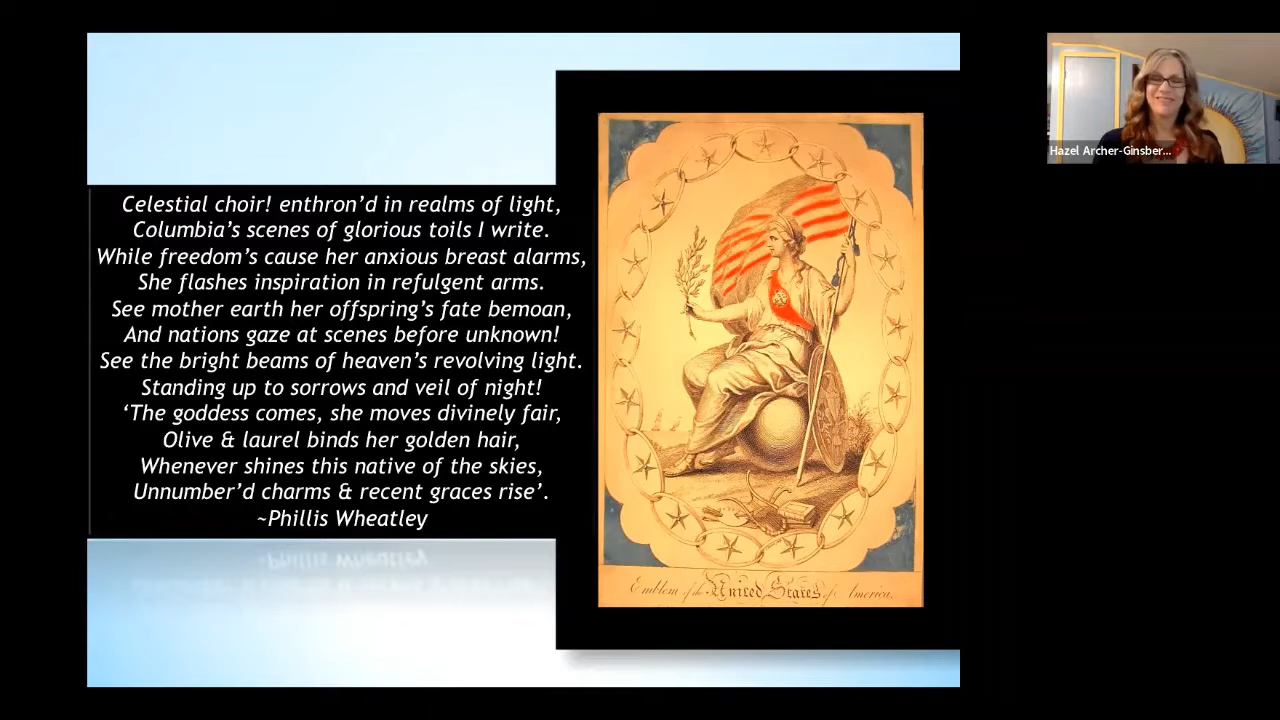 Celestial choir! enthron’d in realms of light,
Columbia’s scenes of glorious toils I write.
While freedom’s cause her anxious breast alarms,
She flashes inspiration in refulgent arms.
See mother earth her offspring’s fate bemoan,
And nations gaze at scenes before unknown!
See the bright beams of heaven’s revolving light.
Standing up to sorrows and veil of night!
‘The goddess comes, she moves divinely fair,
Olive & laurel binds her golden hair,
Whenever shines this native of the skies,
Unnumber’d charms & recent graces rise’.
~Phillis Wheatley
Emblem of the United States of America.
Hazel Archer-Ginsber...